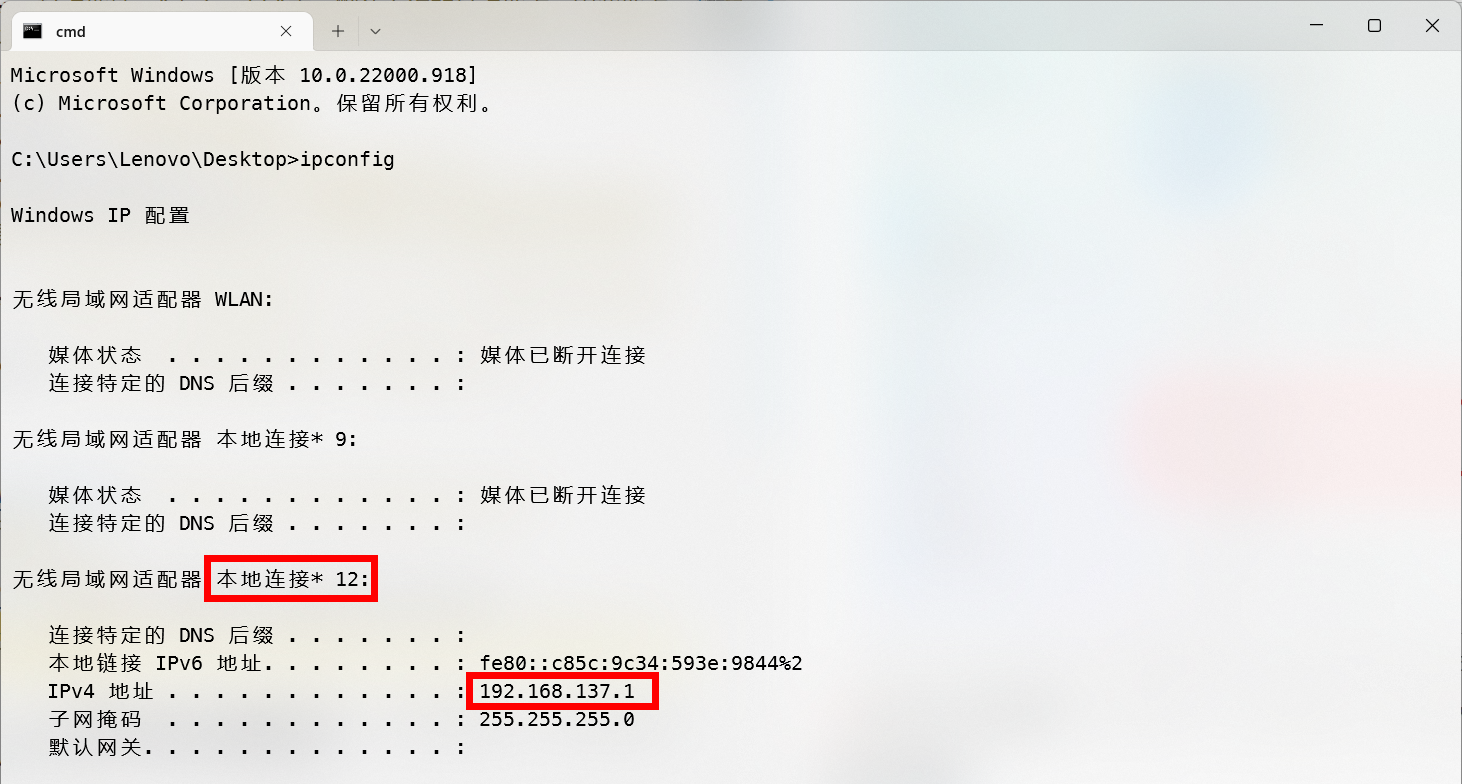 cmd
Microsoft Windows [版本 10.0.22000.918]
(c) Microsoft Corporation。保留所有权利。
C:\Users\Lenovo\Desktop>ipconfig
Windows IP 配置
无线局域网适配器 WLAN:
媒体状态  . . . . . . . . . . . . : 媒体已断开连接
连接特定的 DNS 后缀 . . . . . . . :
无线局域网适配器 本地连接* 9:
媒体状态  . . . . . . . . . . . . : 媒体已断开连接
连接特定的 DNS 后缀 . . . . . . . :
无线局域网适配器 本地连接* 12:
连接特定的 DNS 后缀 . . . . . . . :
本地链接 IPv6 地址. . . . . . . . : fe80::c85c:9c34:593e:9844%2
IPv4 地址 . . . . . . . . . . . . : 192.168.137.1
子网掩码  . . . . . . . . . . . . : 255.255.255.0
默认网关. . . . . . . . . . . . . :